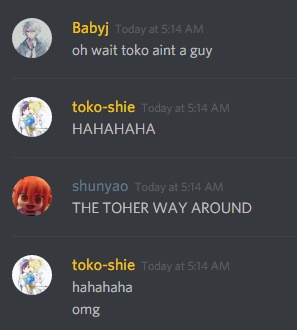 Babyj Today at 5:14 AM
oh wait toko aint a guy
toko-shie Today at 5:14 AM
HAHAHAHA
shunyao Today at 5:14 AM
THE TOHER WAY AROUND
toko-shie Today at 5:14 AM
hahahaha
omg